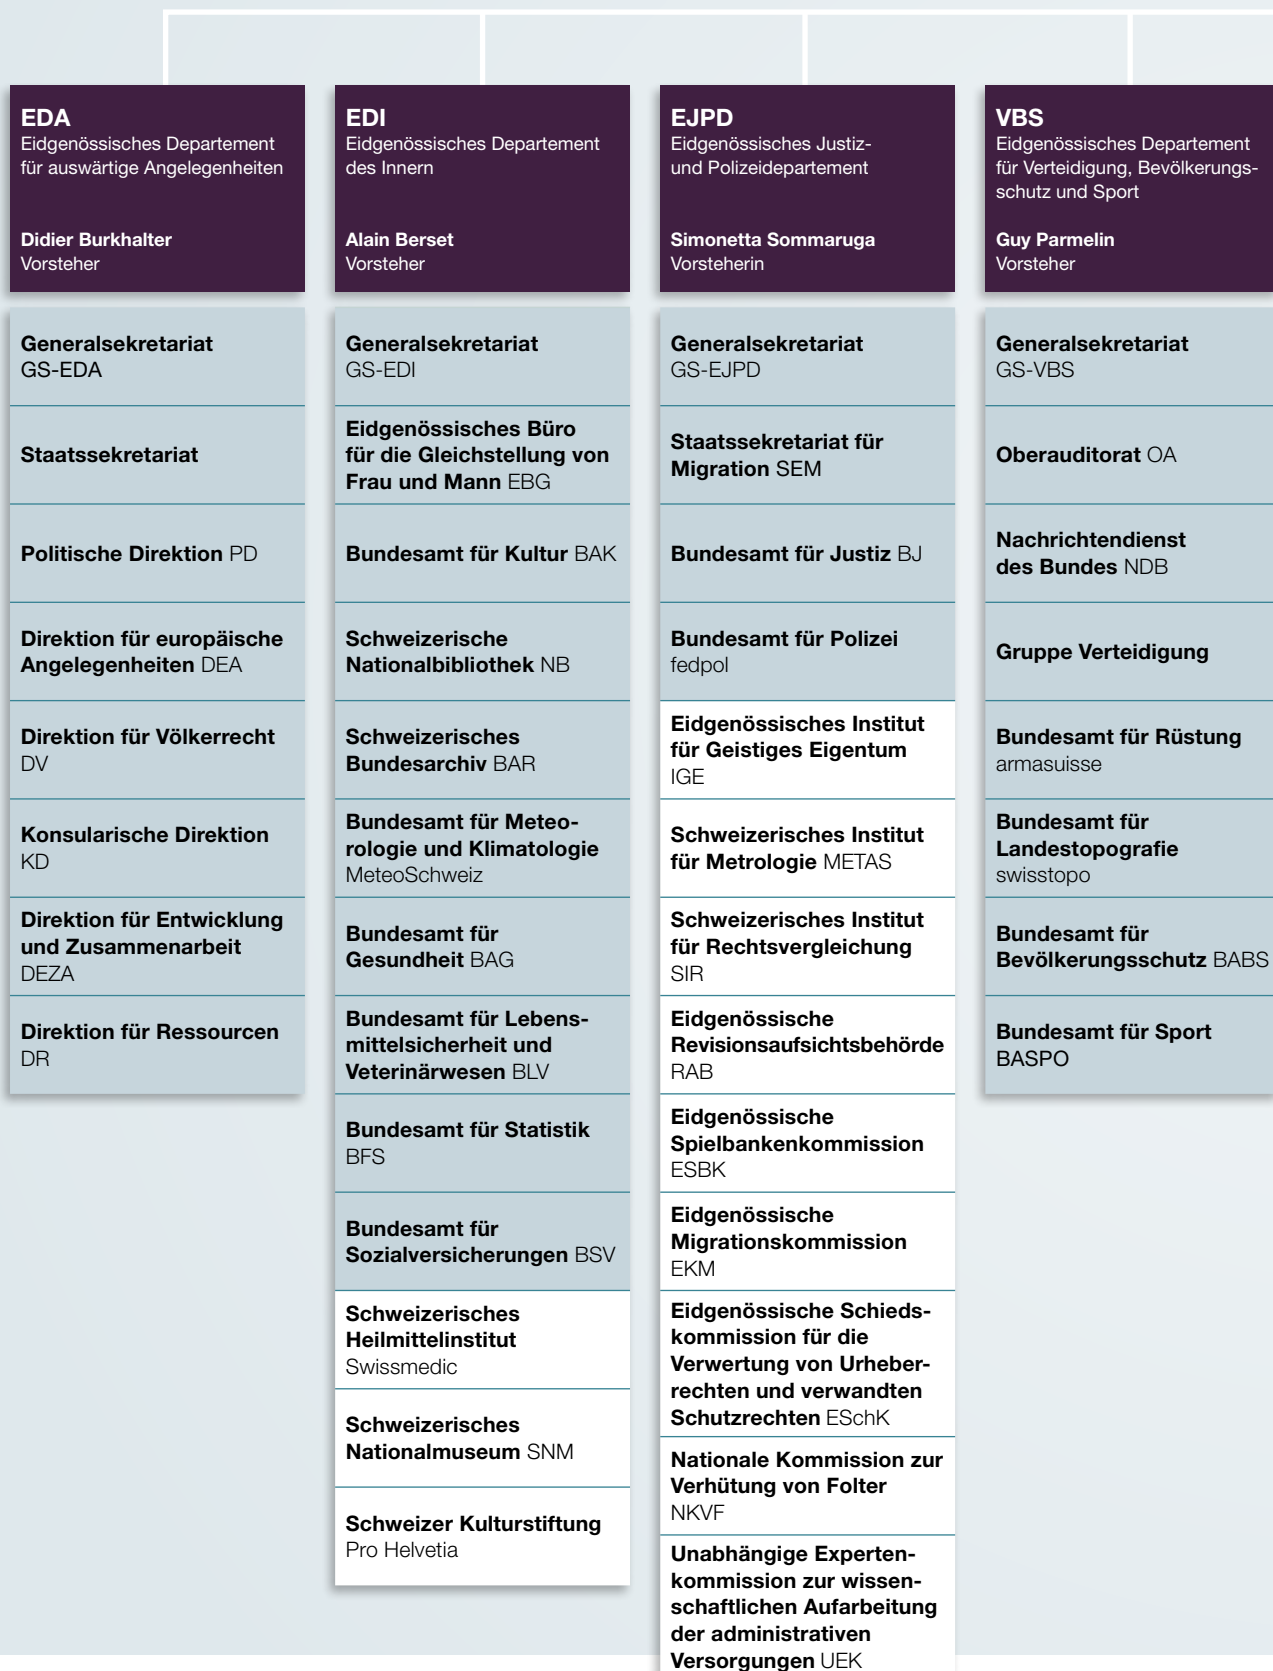 EDA
Eidgenössisches Departement
für auswärtige Angelegenheiten
Didier Burkhalter
Vorsteher
Generalsekretariat
GS-EDA
Staatssekretariat
Politische Direktion PD
Direktion für europäische
Angelegenheiten DEA
Direktion für Völkerrecht
DV
Konsularische Direktion
KD
Direktion für Entwicklung
und Zusammenarbeit
DEZA
Direktion für Ressourcen
DR
EDI
Eidgenössisches Departement
des Innern
Alain Berset
Vorsteher
Generalsekretariat
GS-EDI
Eidgenössisches Büro
für die Gleichstellung von
Frau und Mann EBG
Bundesamt für Kultur BAK
Schweizerische
Nationalbibliothek NB
Schweizerisches
Bundesarchiv BAR
Bundesamt für Meteo-
rologie und Klimatologie
MeteoSchweiz
Bundesamt für
Gesundheit BAG
Bundesamt für Lebens-
mittelsicherheit und
Veterinärwesen BLV
Bundesamt für Statistik
BFS
Bundesamt für
Sozialversicherungen BSV
Schweizerisches
Heilmittelinstitut
Swissmedic
Schweizerisches
Nationalmuseum SNM
Schweizer Kulturstiftung
Pro Helvetia
EJPD
Eidgenössisches Justiz-
und Polizeidepartement
Simonetta Sommaruga
Vorsteherin
Generalsekretariat
GS-EJPD
Staatssekretariat für
Migration SEM
Bundesamt für Justiz BJ
Bundesamt für Polizei
fedpol
Eidgenössisches Institut
für Geistiges Eigentum
IGE
Schweizerisches Institut
für Metrologie METAS
Schweizerisches Institut
für Rechtsvergleichung
SIR
Eidgenössische
Revisionsaufsichtsbehörde
RAB
Eidgenössische
Spielbankenkommission
ESBK
Eidgenössische
Migrationskommission
EKM
Eidgenössische Schieds-
kommission für die
Verwertung von Urheber-
rechten und verwandten
Schutzrechten ESchK
Nationale Kommission zur
Verhütung von Folter
NKVF
Unabhängige Experten-
kommission zur wissen-
schaftlichen Aufarbeitung
der administrativen
Versorgungen UEK
VBS
Eidgenössisches Departement
für Verteidigung, Bevölkerungs-
schutz und Sport
Guy Parmelin
Vorsteher
Generalsekretariat
GS-VBS
Oberauditorat OA
Nachrichtendienst
des Bundes NDB
Gruppe Verteidigung
Bundesamt für Rüstung
armasuisse
Bundesamt für
Landestopografie
swisstopo
Bundesamt für
Bevölkerungsschutz BABS
Bundesamt für Sport
BASPO